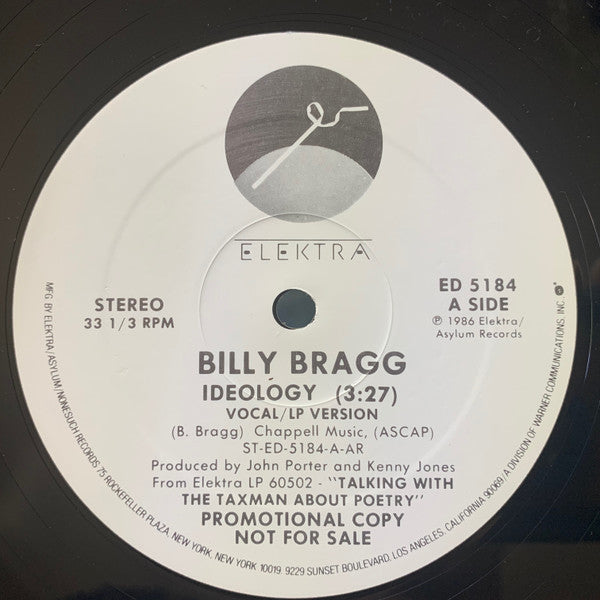 ELEKTRA
STEREO
33 1/3 RPM
ED 5184
A SIDE
℗ 1986 Elektra/
Asylum Records
BILLY BRAGG
IDEOLOGY (3:27)
VOCAL/LP VERSION
(B. Bragg) Chappell Music, (ASCAP)
ST-ED-5184-A-AR
Produced by John Porter and Kenny Jones
From Elektra LP 60502 - "TALKING WITH
THE TAXMAN ABOUT POETRY"
PROMOTIONAL COPY
NOT FOR SALE
MFG. BY ELEKTRA/ASYLUM/NONESUCH RECORDS 75 ROCKEFELLER PLAZA, NEW YORK, NEW YORK 10019. 9229 SUNSET BOULEVARD, LOS ANGELES, CALIFORNIA 90069/A DIVISION OF WARNER COMMUNICATIONS, INC.